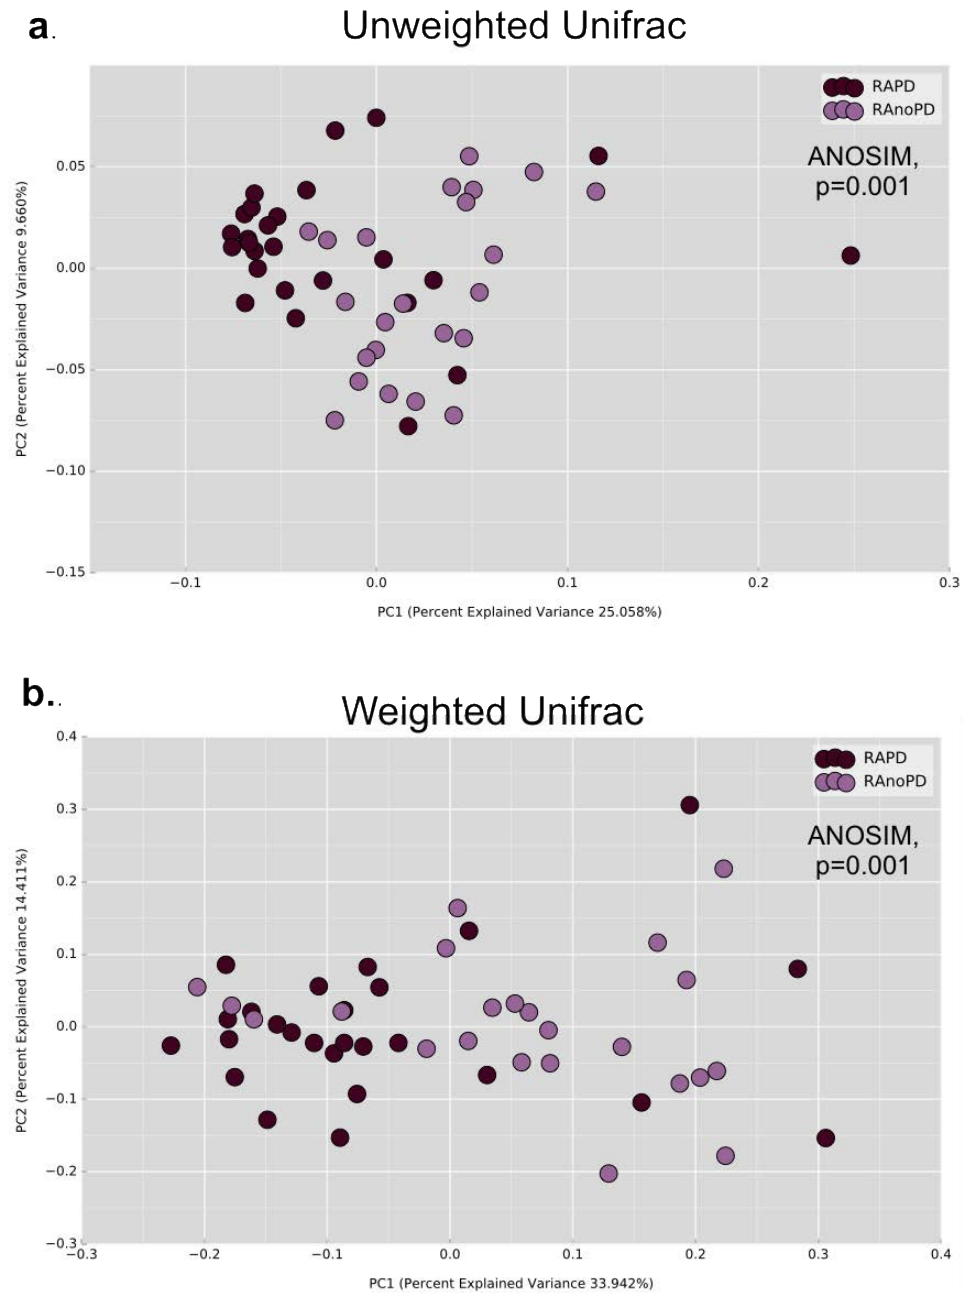 a.
Unweighted Unifrac
RAPD
RAnoPD
ANOSIM,
p=0.001
0.05
0.00
−0.05
−0.10
−0.15
PC2 (Percent Explained Variance 9.660%)
−0.1
0.0
0.1
0.2
0.3
PC1 (Percent Explained Variance 25.058%)
b..
Weighted Unifrac
RAPD
RAnoPD
ANOSIM,
p=0.001
0.4
0.3
0.2
0.1
0.0
−0.1
−0.2
−0.3
PC2 (Percent Explained Variance 14.411%)
−0.3
−0.2
−0.1
0.0
0.1
0.2
0.3
0.4
PC1 (Percent Explained Variance 33.942%)